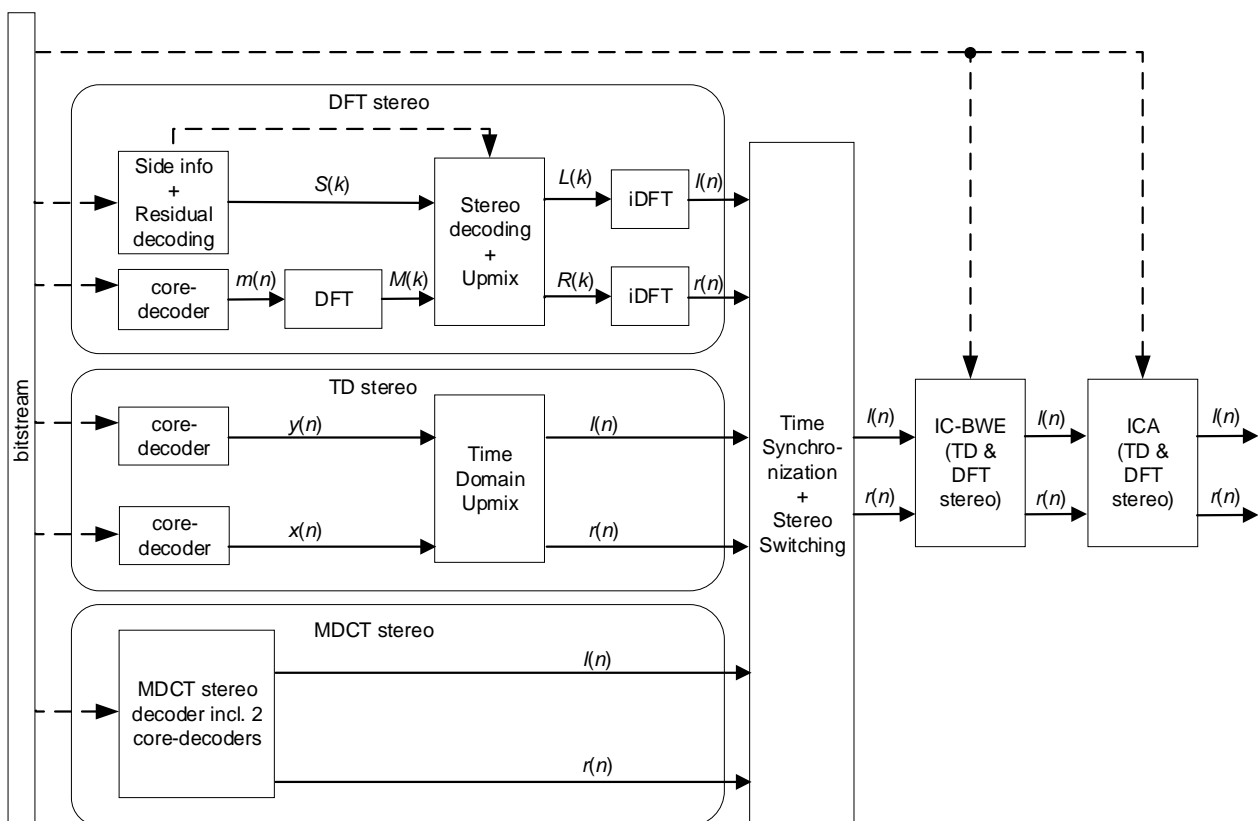 bitstream
DFT stereo
Side info
+
Residual
decoding
S(k)
Stereo
decoding
+
Upmix
L(k)
iDFT
l(n)
core-
decoder
m(n)
DFT
M(k)
R(k)
iDFT
r(n)
TD stereo
core-
decoder
y(n)
Time
Domain
Upmix
l(n)
core-
decoder
x(n)
r(n)
MDCT stereo
MDCT stereo
decoder incl. 2
core-decoders
l(n)
r(n)
Time
Synchro-
nization
+
Stereo
Switching
l(n)
r(n)
IC-BWE
(TD &
DFT
stereo)
l(n)
r(n)
ICA
(TD &
DFT
stereo)
l(n)
r(n)